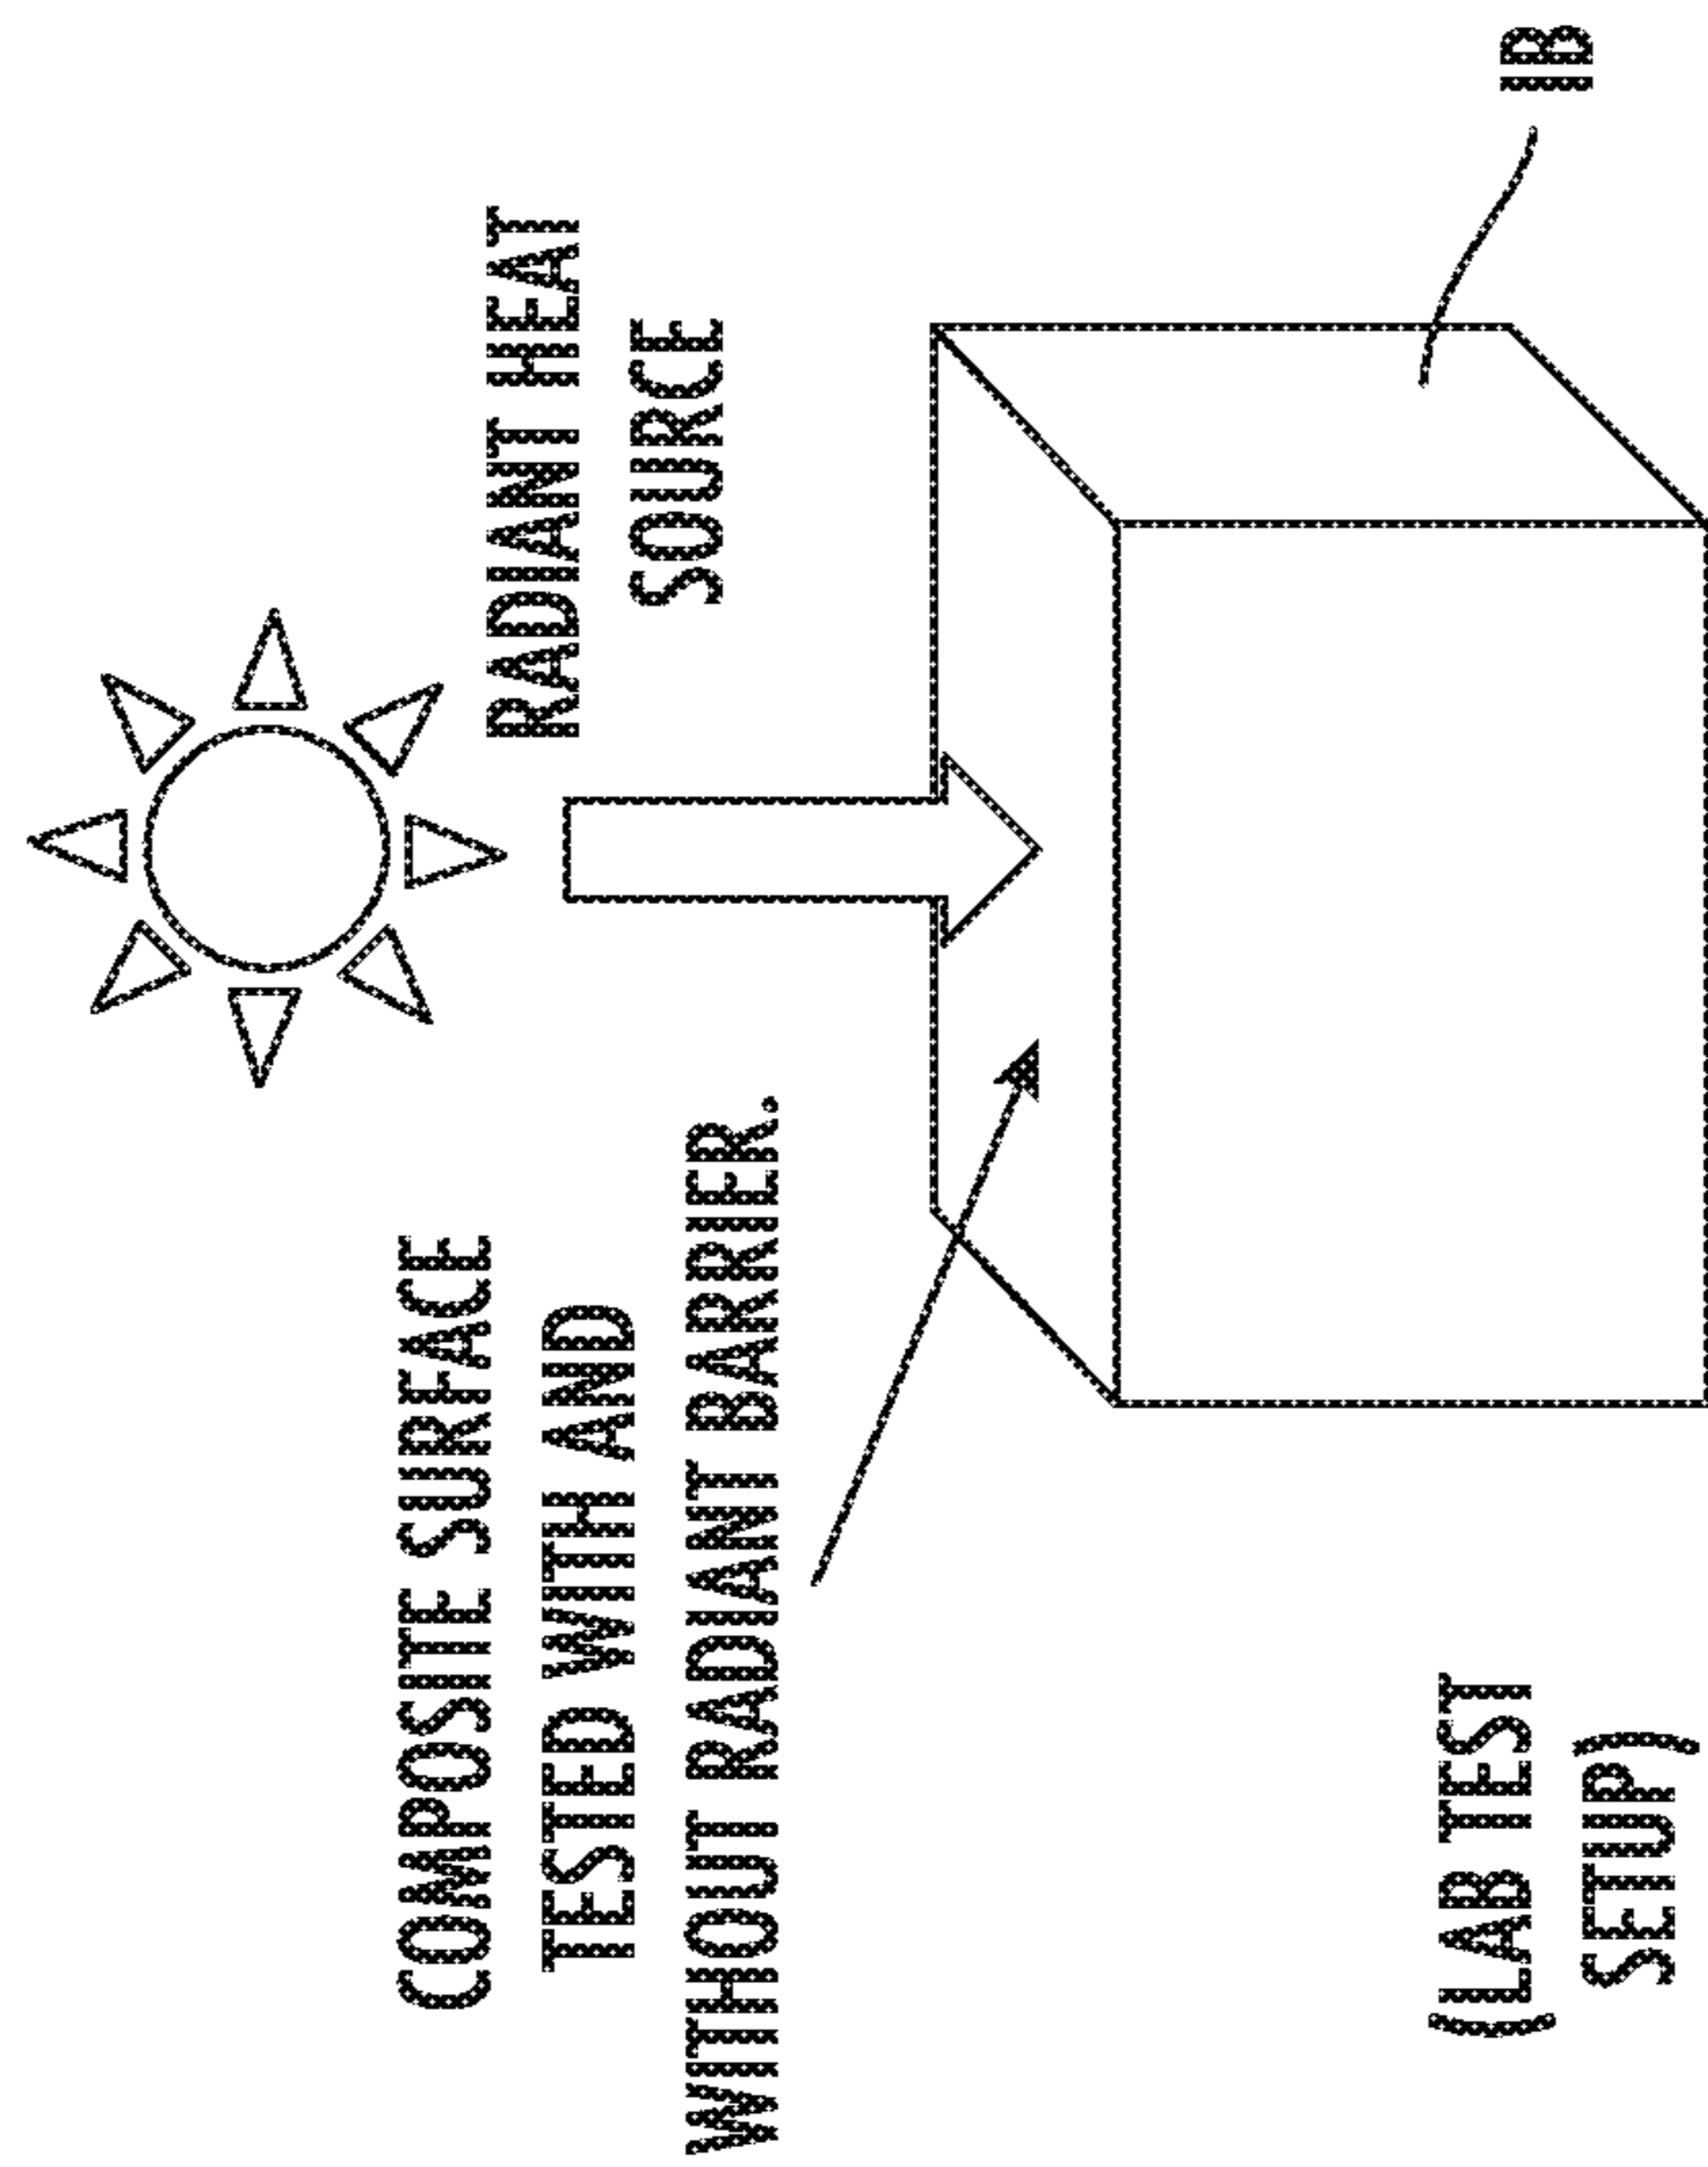 COMPOSITE SURFACE
TESTED WITH AND
WITHOUT RADIANT BARRIER.
RADIANT HEAT
SOURCE
(LAB TEST
SETUP)
IB